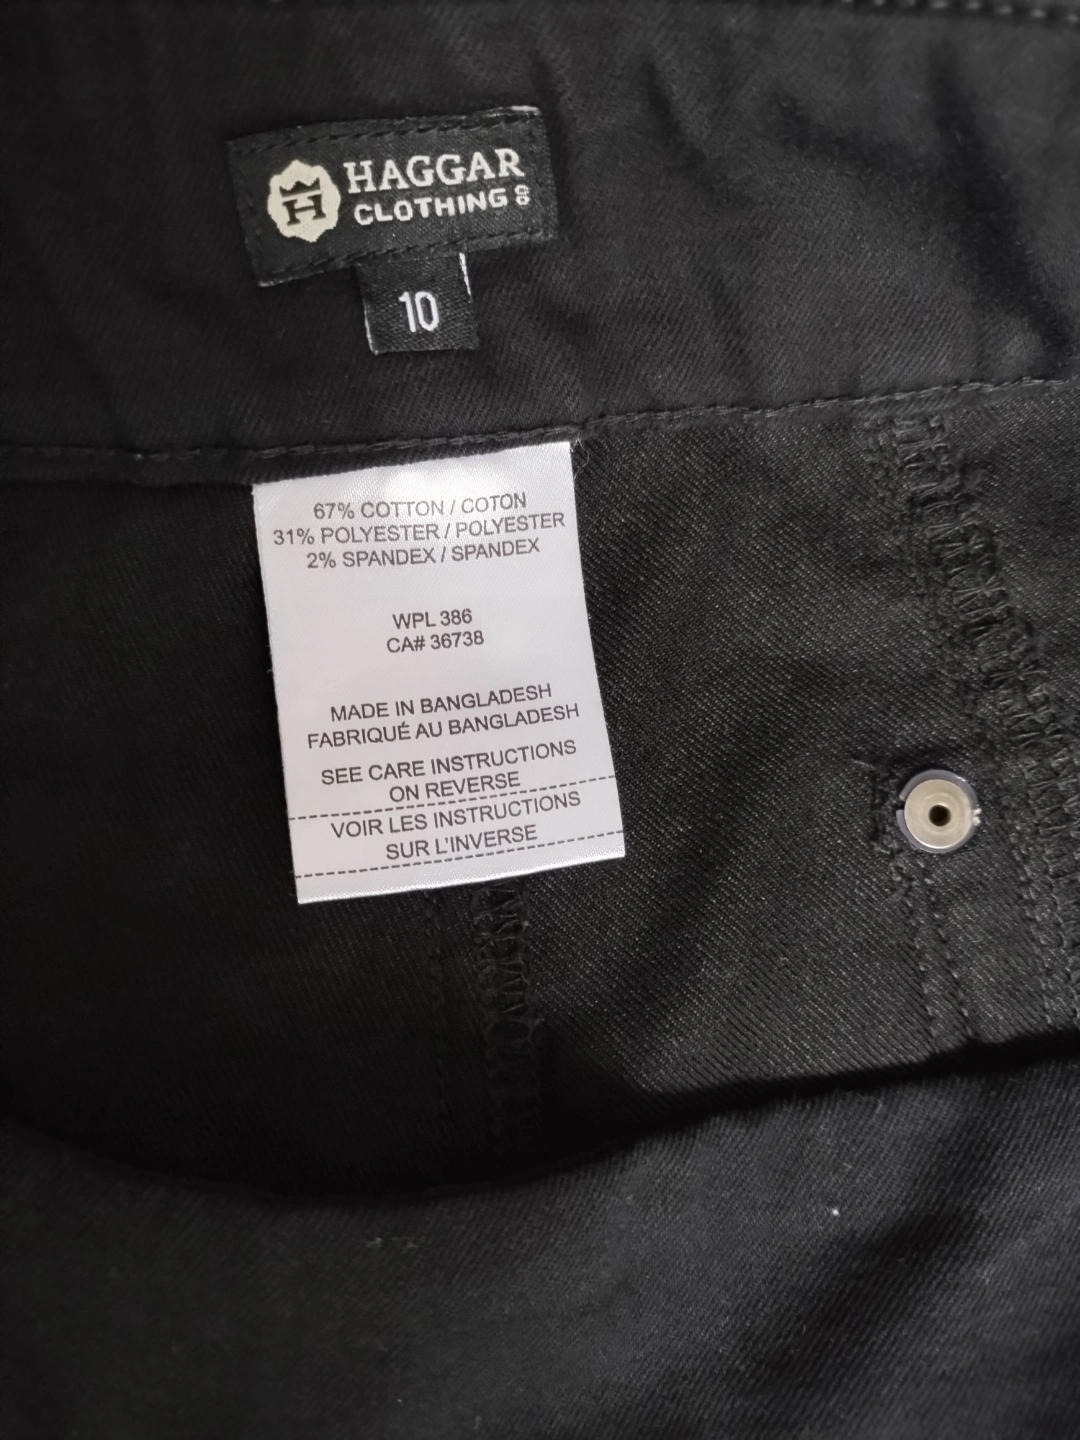 H HAGGAR
CLOTHING CO
10
67% COTTON / COTON
31% POLYESTER / POLYESTER
2% SPANDEX / SPANDEX
WPL 386
CA# 36738
MADE IN BANGLADESH
FABRIQUÉ AU BANGLADESH
SEE CARE INSTRUCTIONS
ON REVERSE
VOIR LES INSTRUCTIONS
SUR L'INVERSE